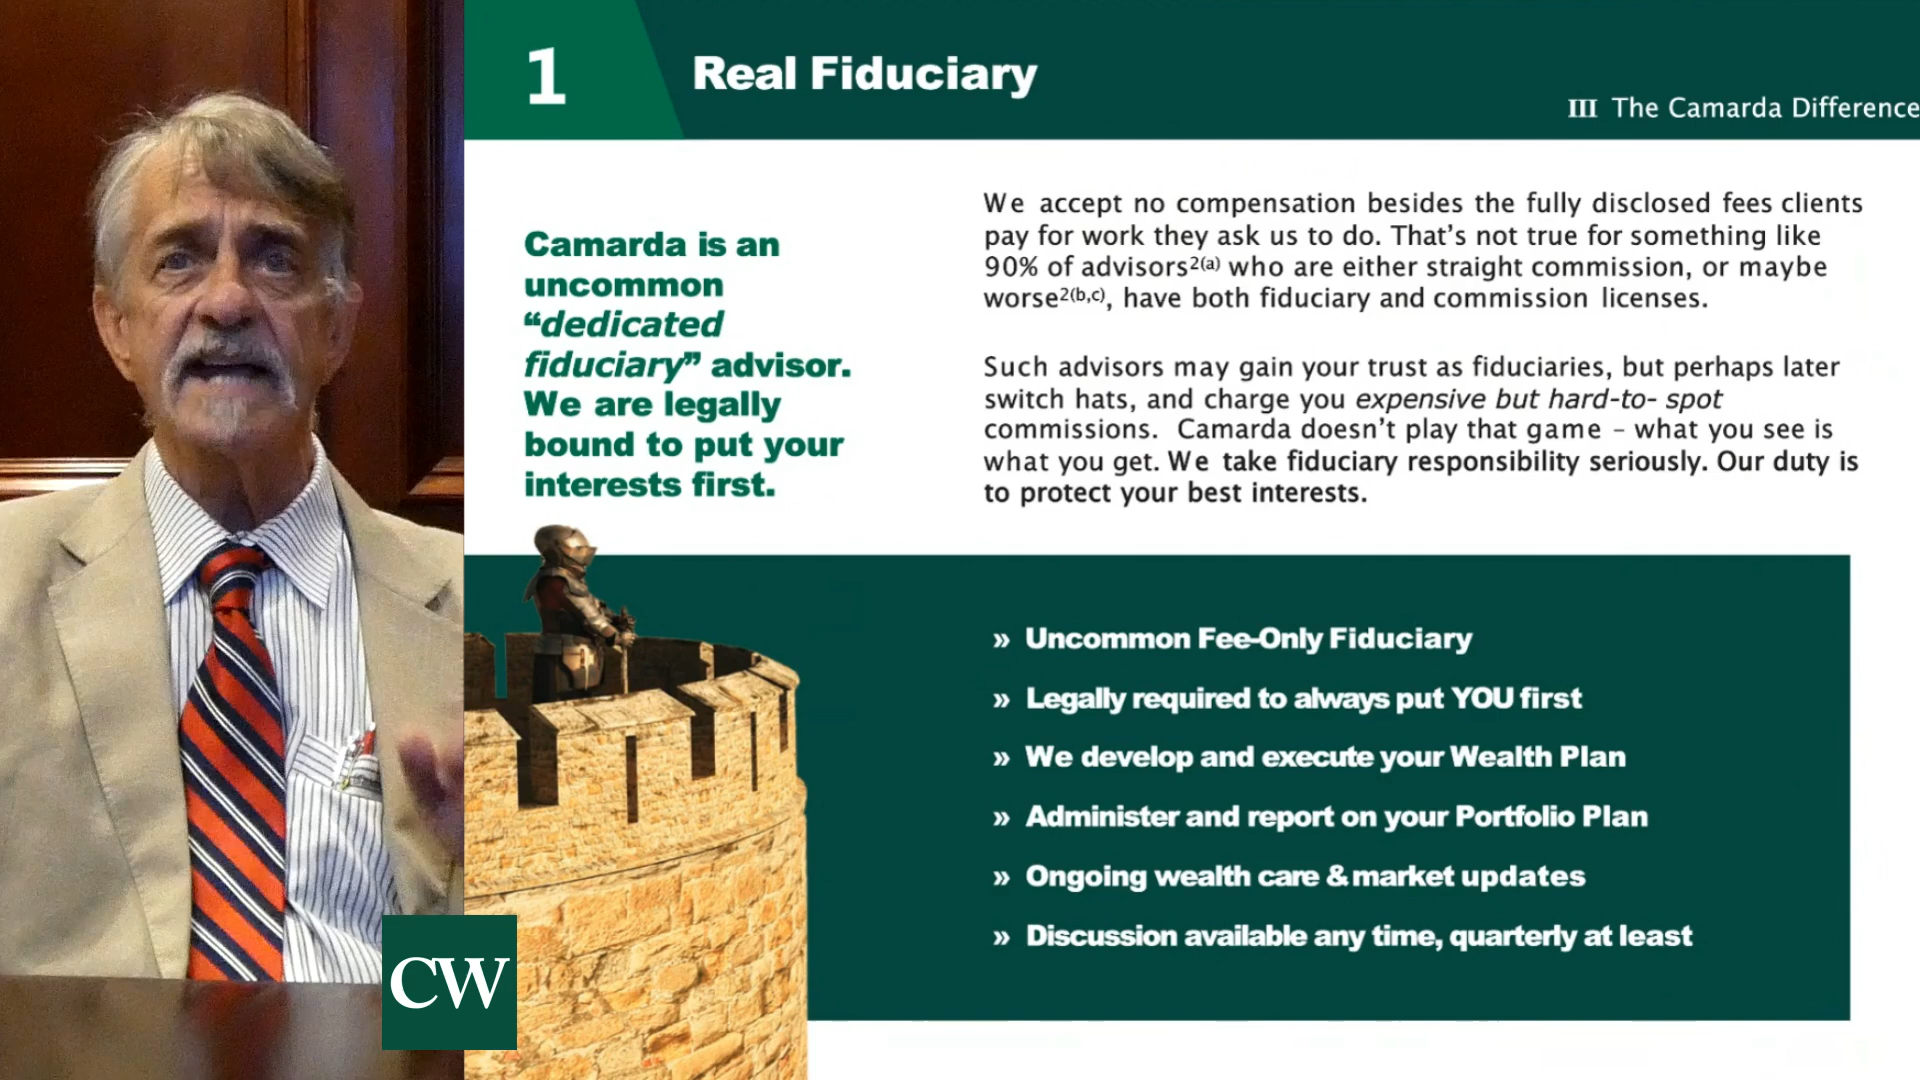 1
Real Fiduciary
III The Camarda Difference
Camarda is an
uncommon
“dedicated
fiduciary” advisor.
We are legally
bound to put your
interests first.
We accept no compensation besides the fully disclosed fees clients
pay for work they ask us to do. That’s not true for something like
90% of advisors2(a) who are either straight commission, or maybe
worse2(b,c), have both fiduciary and commission licenses.
Such advisors may gain your trust as fiduciaries, but perhaps later
switch hats, and charge you expensive but hard-to- spot
commissions. Camarda doesn’t play that game – what you see is
what you get. We take fiduciary responsibility seriously. Our duty is
to protect your best interests.
» Uncommon Fee-Only Fiduciary
» Legally required to always put YOU first
» We develop and execute your Wealth Plan
» Administer and report on your Portfolio Plan
» Ongoing wealth care & market updates
» Discussion available any time, quarterly at least
CW